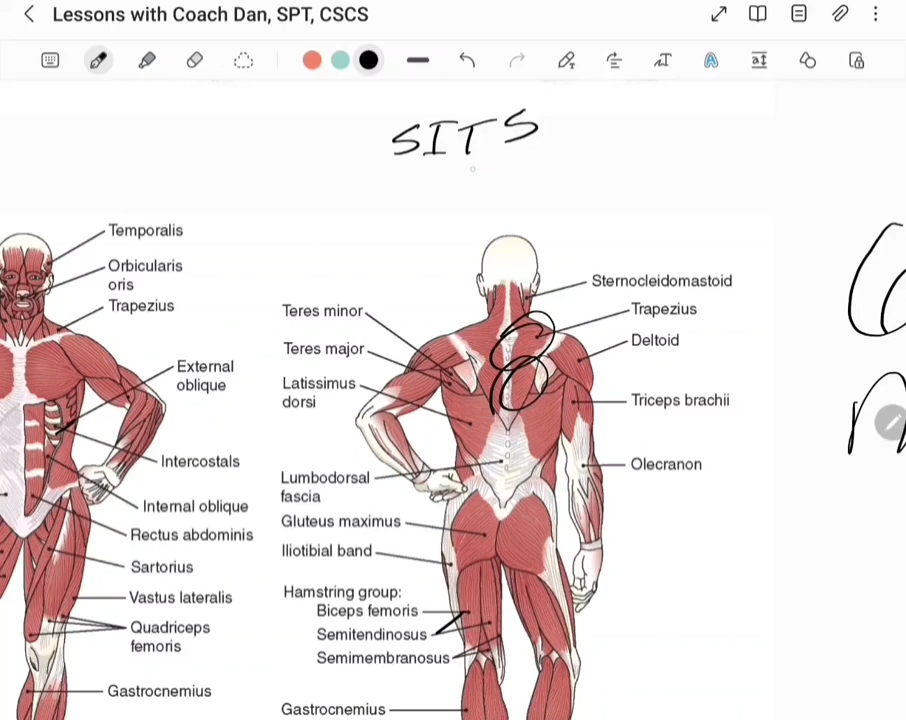 Lessons with Coach Dan, SPT, CSCS
SITS
Temporalis
Orbicularis
oris
Trapezius
External
oblique
Intercostals
Internal oblique
Rectus abdominis
Sartorius
Vastus lateralis
Quadriceps
femoris
Gastrocnemius
Teres minor
Teres major
Latissimus
dorsi
Lumbodorsal
fascia
Gluteus maximus
Iliotibial band
Hamstring group:
Biceps femoris
Semitendinosus
Semimembranosus
Gastrocnemius
Sternocleidomastoid
Trapezius
Deltoid
Triceps brachii
Olecranon